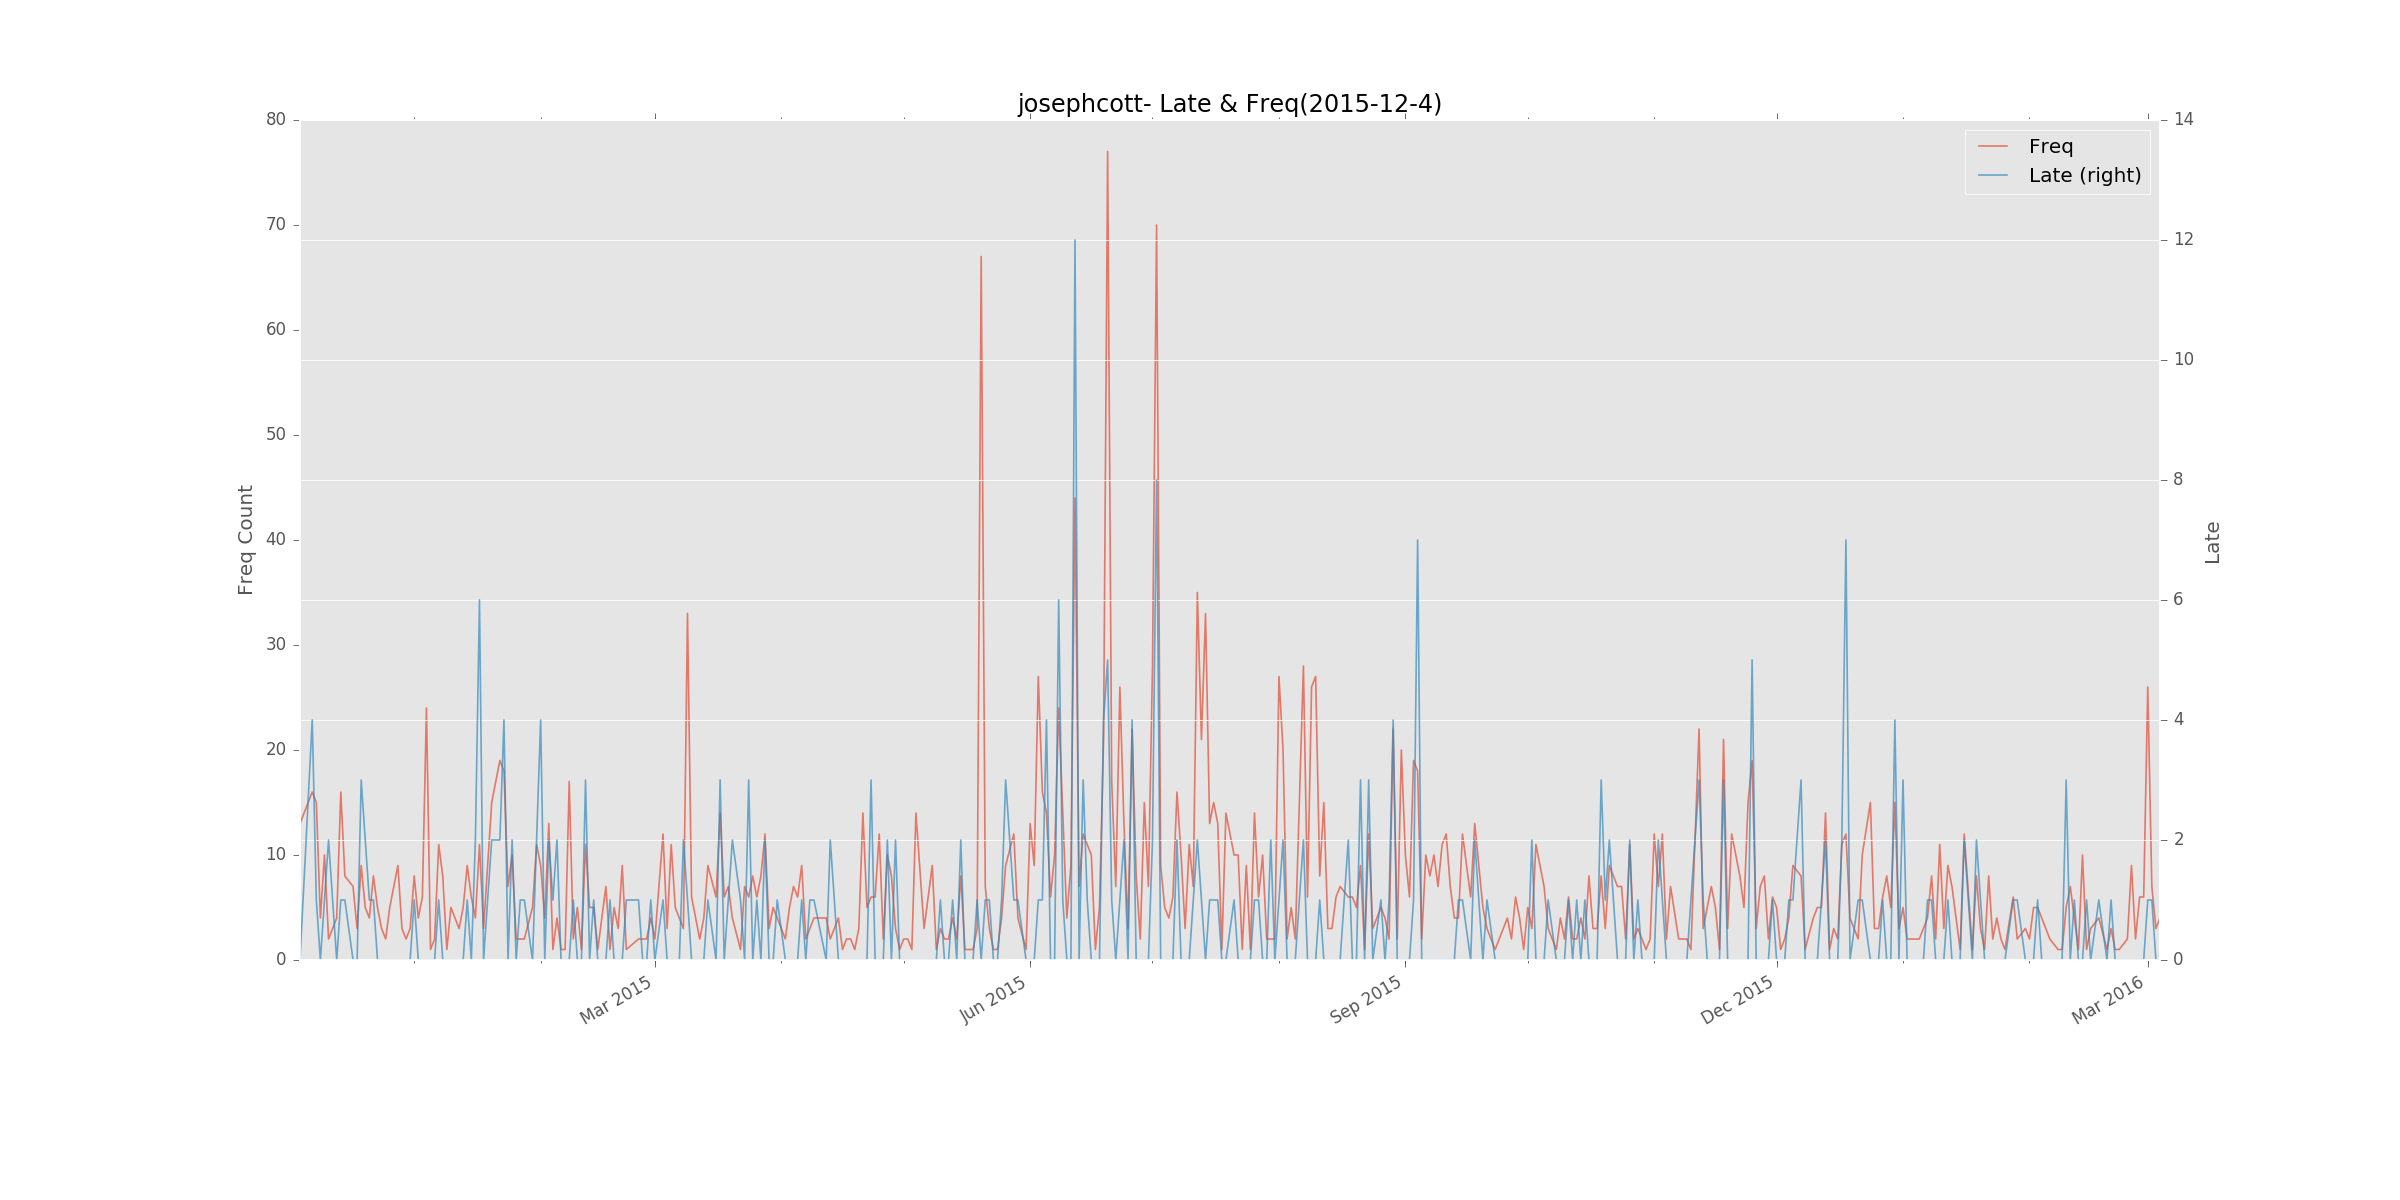 josephcott- Late & Freq(2015-12-4)
80
70
60
50
40
30
20
10
0
Freq Count
14
12
10
8
6
4
2
0
Late
Freq
Late (right)
Mar 2015
Jun 2015
Sep 2015
Dec 2015
Mar 2016